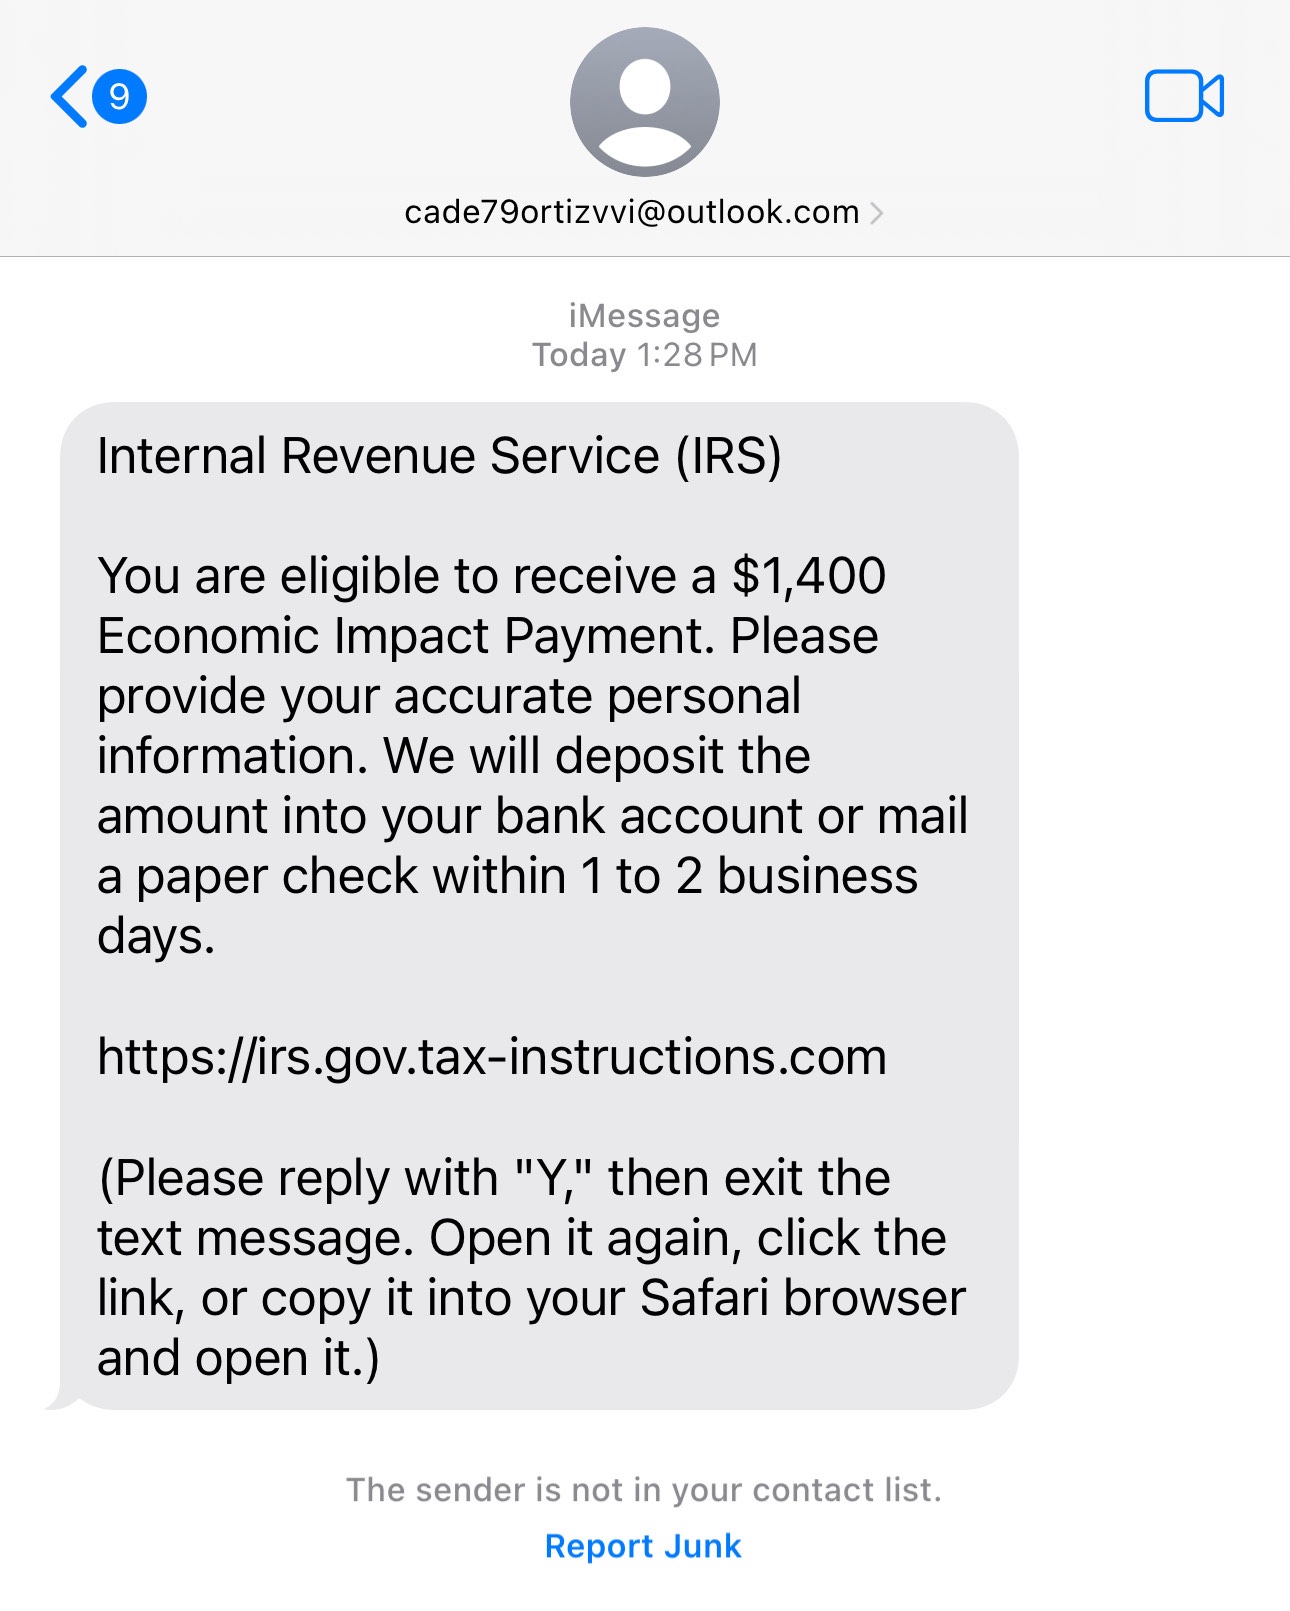 9
cade79ortizvvi@outlook.com
iMessage
Today 1:28 PM
Internal Revenue Service (IRS)
You are eligible to receive a $1,400
Economic Impact Payment. Please
provide your accurate personal
information. We will deposit the
amount into your bank account or mail
a paper check within 1 to 2 business
days.
https://irs.gov.tax-instructions.com
(Please reply with "Y," then exit the
text message. Open it again, click the
link, or copy it into your Safari browser
and open it.)
The sender is not in your contact list.
Report Junk